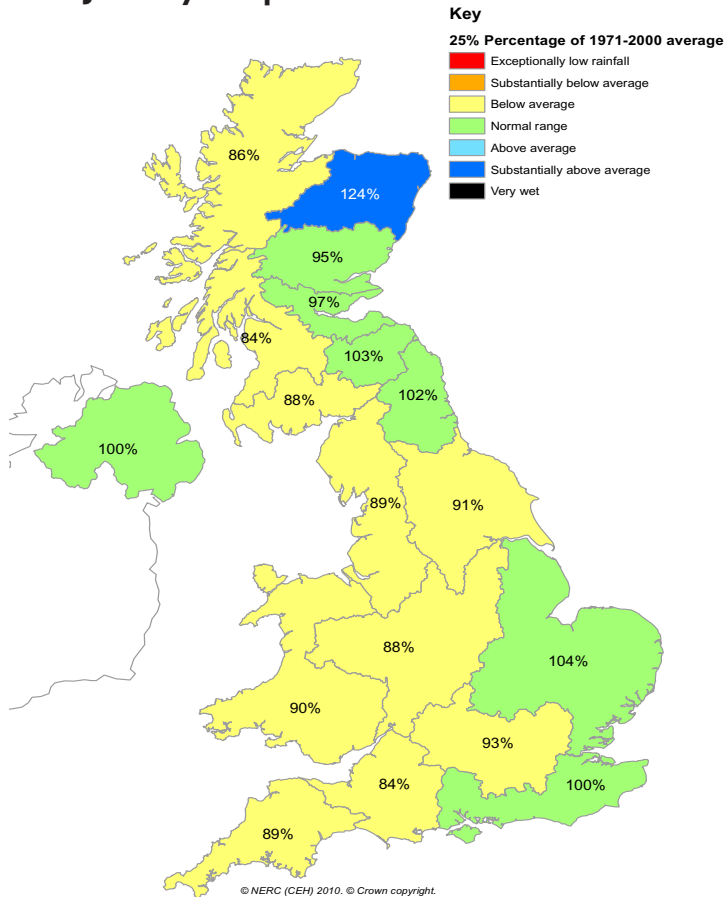 Key
25% Percentage of 1971-2000 average
Exceptionally low rainfall
Substantially below average
Below average
Normal range
Above average
Substantially above average
Very wet
86%
124%
95%
97%
84%
103%
88%
102%
100%
89%
91%
88%
104%
90%
93%
84%
100%
89%
© NERC (CEH) 2010. © Crown copyright.